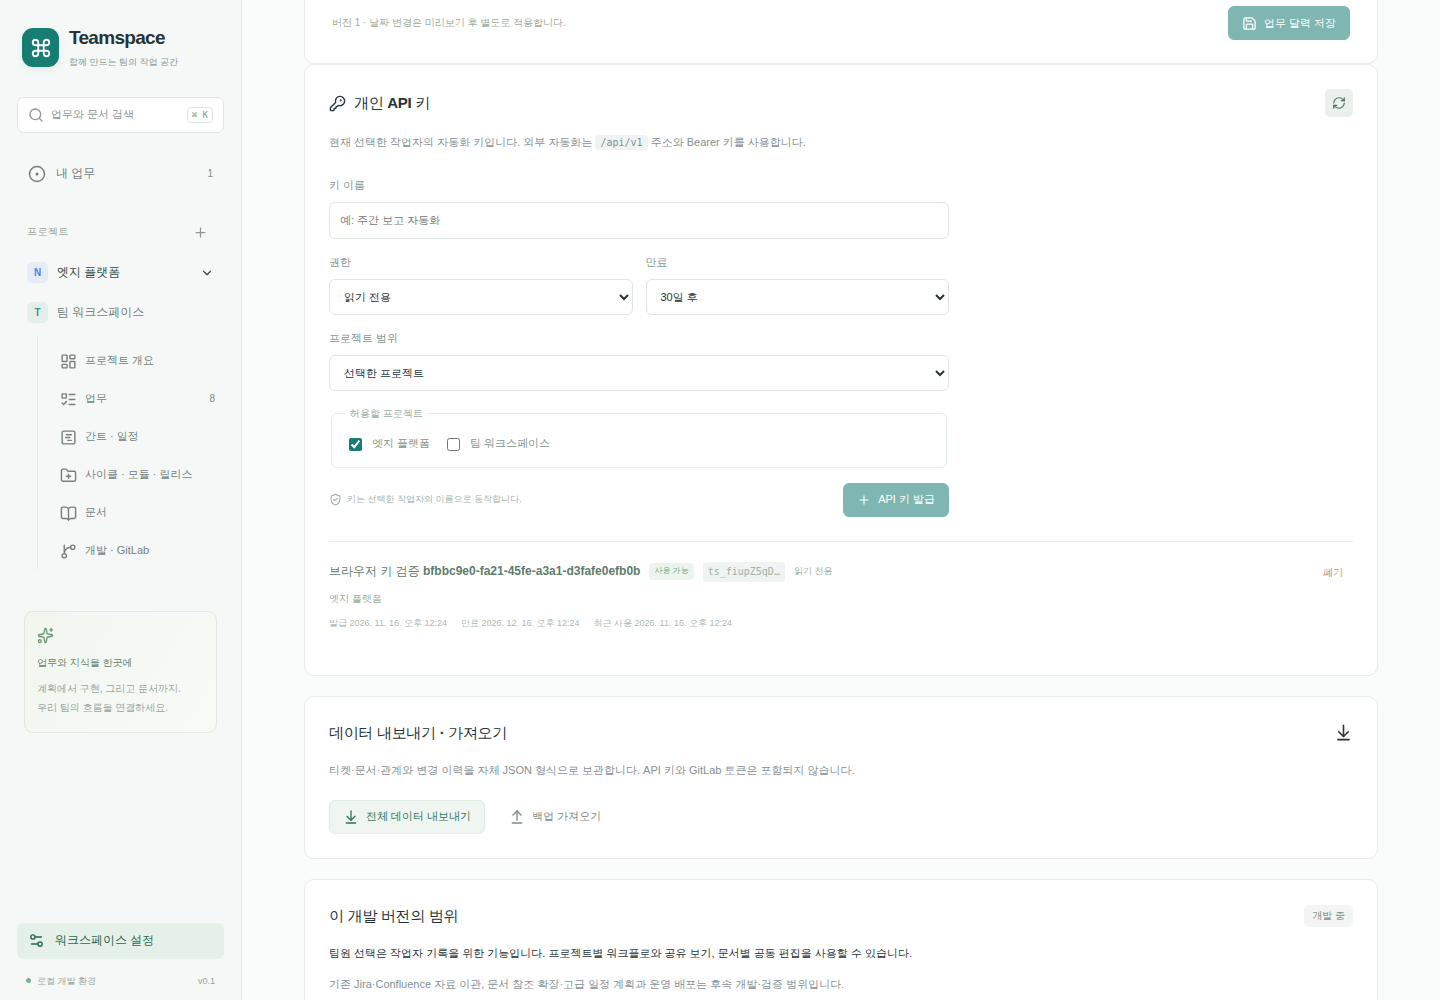 Teamspace
함께 만드는 팀의 작업 공간
업무와 문서 검색
⌘ K
내 업무
1
프로젝트
N
엣지 플랫폼
T
팀 워크스페이스
프로젝트 개요
업무
8
간트 · 일정
사이클 · 모듈 · 릴리스
문서
개발 · GitLab
업무와 지식을 한곳에
계획에서 구현, 그리고 문서까지.
우리 팀의 흐름을 연결하세요.
워크스페이스 설정
로컬 개발 환경
v0.1
버전 1 · 날짜 변경은 미리보기 후 별도로 적용합니다.
업무 달력 저장
개인 API 키
현재 선택한 작업자의 자동화 키입니다. 외부 자동화는 /api/v1 주소와 Bearer 키를 사용합니다.
키 이름
예: 주간 보고 자동화
권한
만료
읽기 전용
30일 후
프로젝트 범위
선택한 프로젝트
허용할 프로젝트
엣지 플랫폼
팀 워크스페이스
키는 선택한 작업자의 이름으로 동작합니다.
API 키 발급
브라우저 키 검증 bfbbc9e0-fa21-45fe-a3a1-d3fafe0efb0b
사용 가능
ts_fiupZ5qD…
읽기 전용
폐기
엣지 플랫폼
발급 2026. 11. 16. 오후 12:24
만료 2026. 12. 16. 오후 12:24
최근 사용 2026. 11. 16. 오후 12:24
데이터 내보내기 · 가져오기
티켓·문서·관계와 변경 이력을 자체 JSON 형식으로 보관합니다. API 키와 GitLab 토큰은 포함되지 않습니다.
전체 데이터 내보내기
백업 가져오기
이 개발 버전의 범위
개발 중
팀원 선택은 작업자 기록을 위한 기능입니다. 프로젝트별 워크플로와 공유 보기, 문서별 공동 편집을 사용할 수 있습니다.
기존 Jira·Confluence 자료 이관, 문서 참조 확장·고급 일정 계획과 운영 배포는 후속 개발·검증 범위입니다.